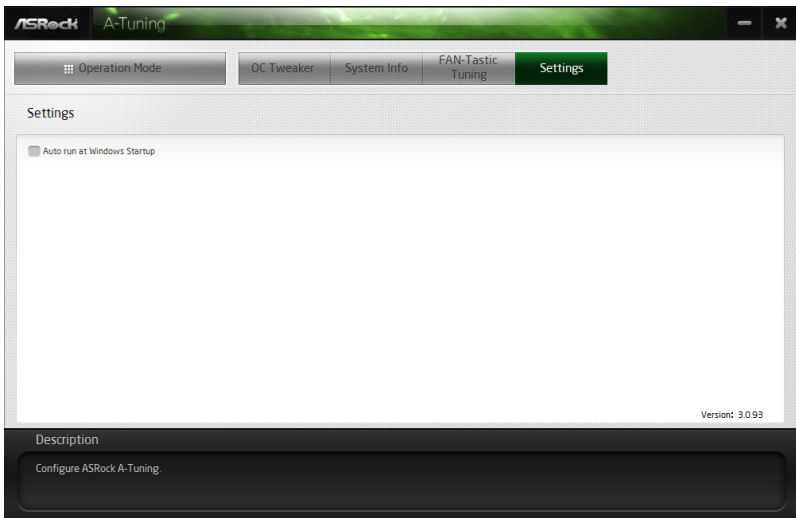 ASRock A-Tuning
Operation Mode OC Tweaker System Info FAN-Tastic Tuning Settings
Settings
Auto run at Windows Startup
Version: 3.0.93
Description
Configure ASRock A-Tuning.